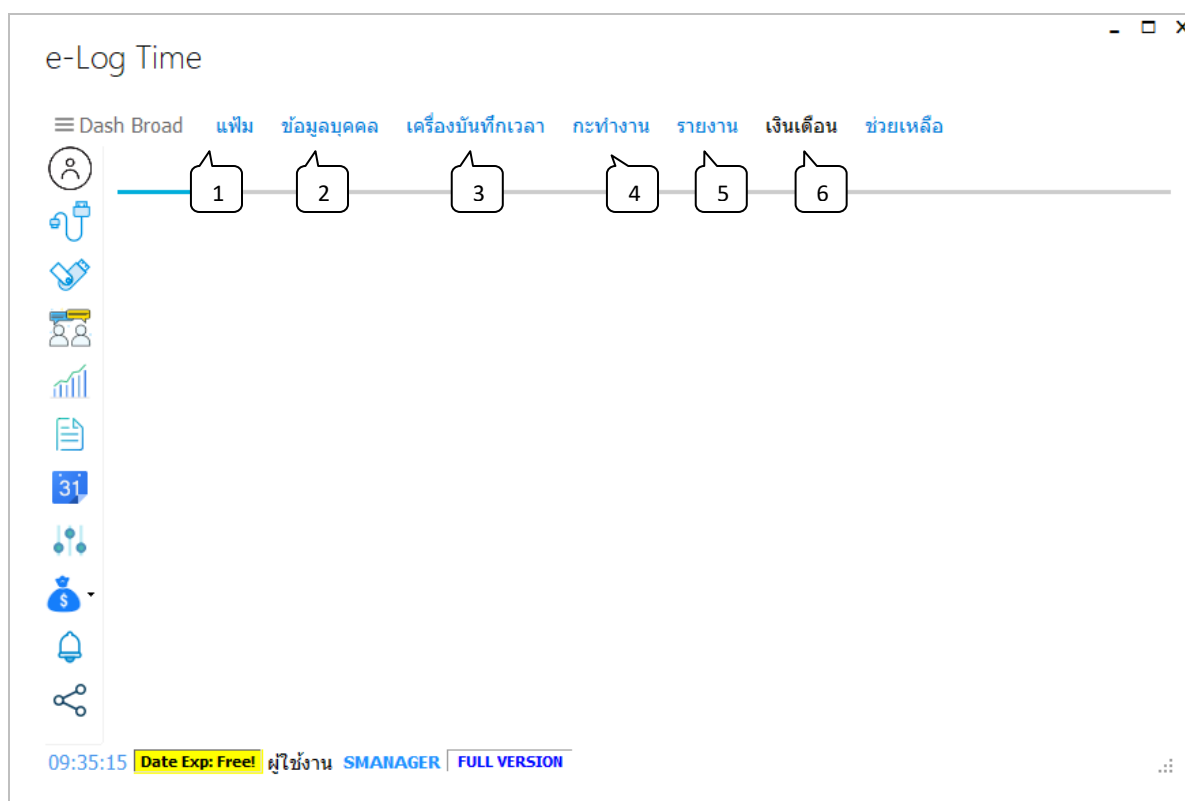 e-Log Time
Dash Broad แฟ้ม ข้อมูลบุคคล เครื่องบันทึกเวลา กะทำงาน รายงาน เงินเดือน ช่วยเหลือ
1 2 3 4 5 6
31
$
09:35:15 Date Exp: Free! ผู้ใช้งาน SMANAGER FULL VERSION